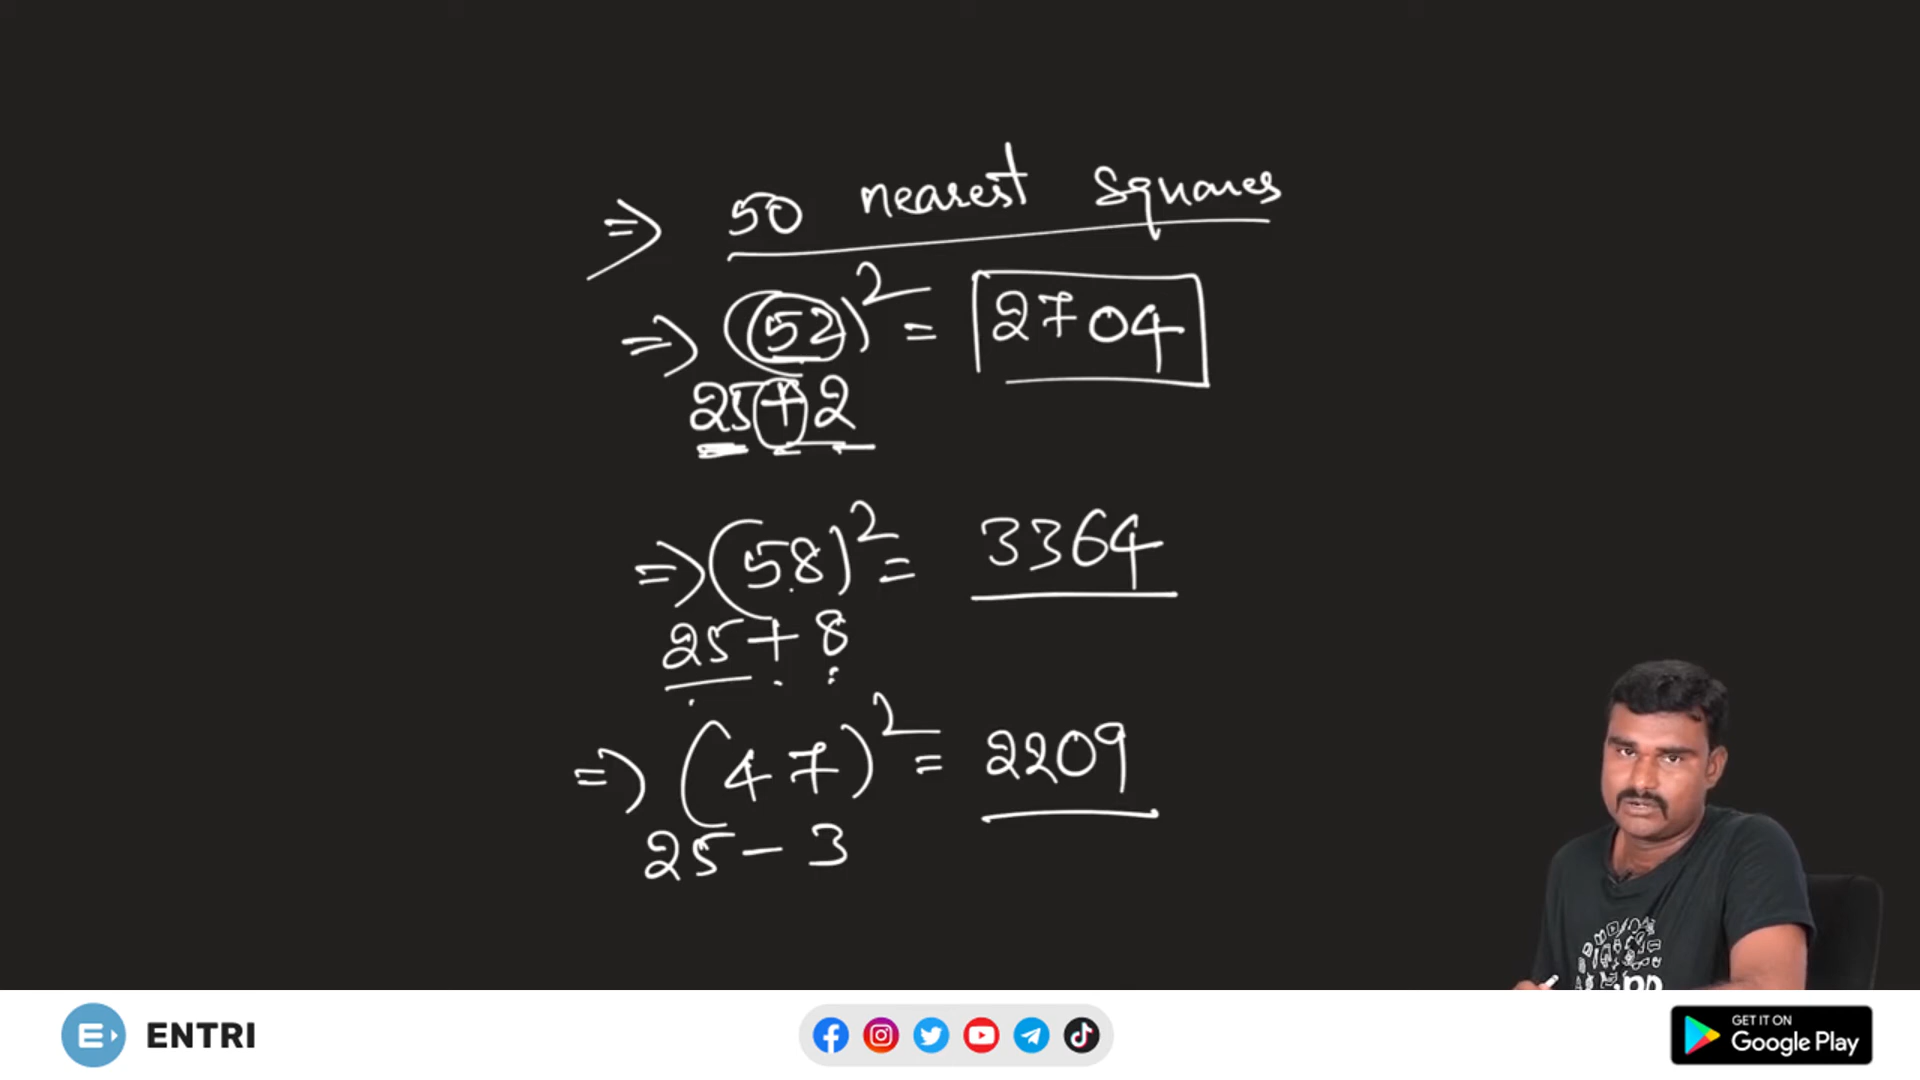 ⇒ 50 nearest squares
⇒ (52)² = 2704
25+2
⇒ (58)² = 3364
25+8
⇒ (47)² = 2209
25-3
ENTRI
GET IT ON
Google Play